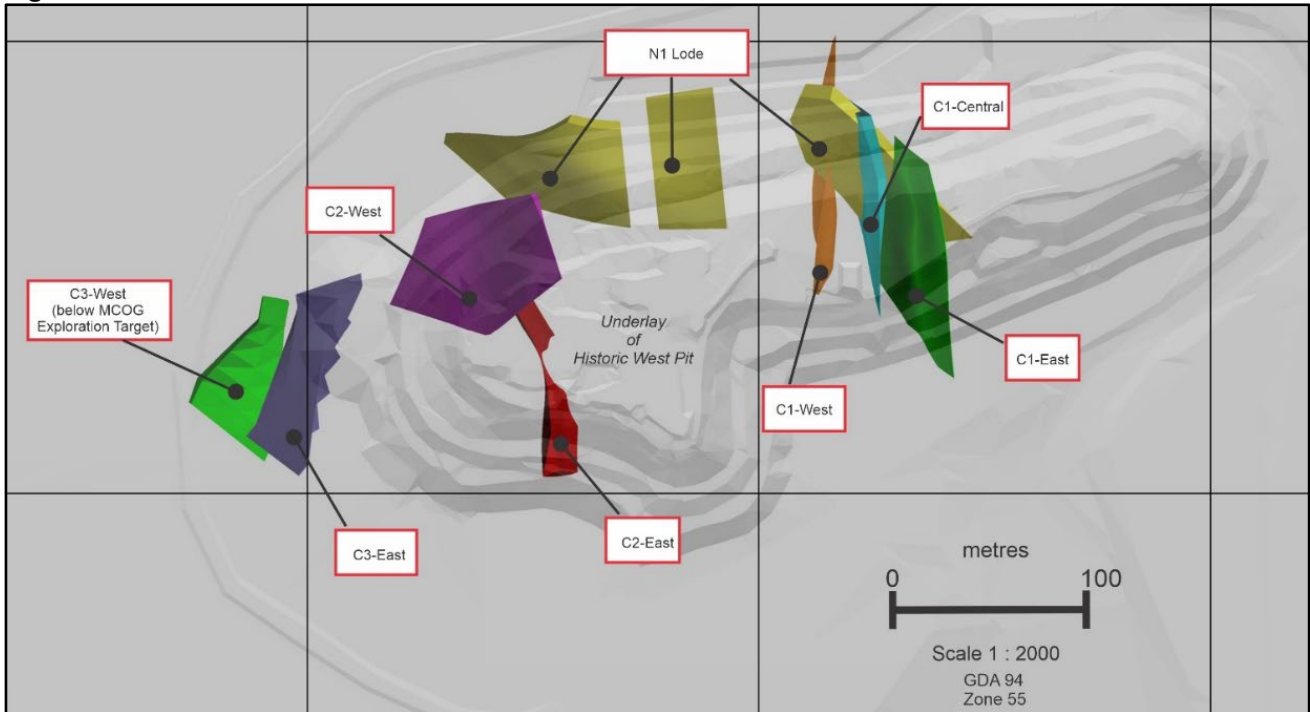 N1 Lode
C1-Central
C2-West
C3-West
(below MCOG
Exploration Target)
Underlay
of
Historic West Pit
C1-East
C1-West
C3-East
C2-East
metres
0 100
Scale 1 : 2000
GDA 94
Zone 55